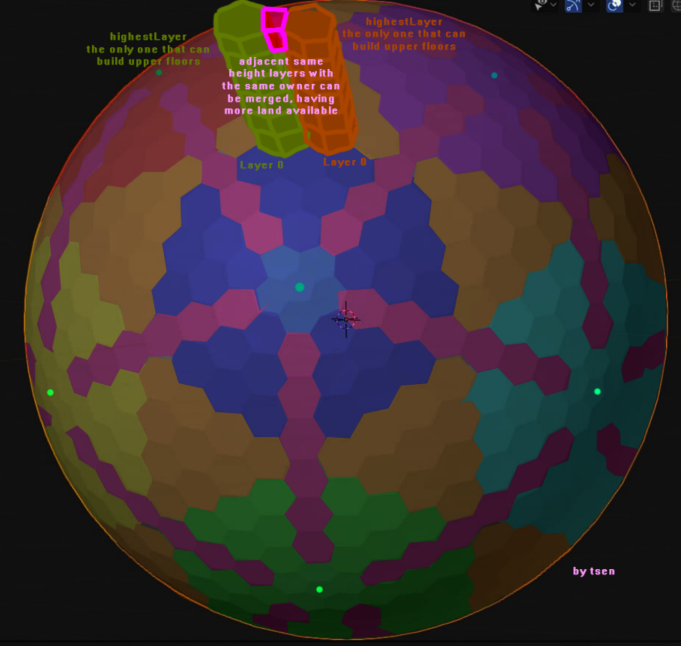 highestLayer
the only one that can
build upper floors
highestLayer
the only one that can
build upper floors
adjacent same
height layers with
the same owner can
be merged, having
more land available
Layer 0
Layer 0
by tsen